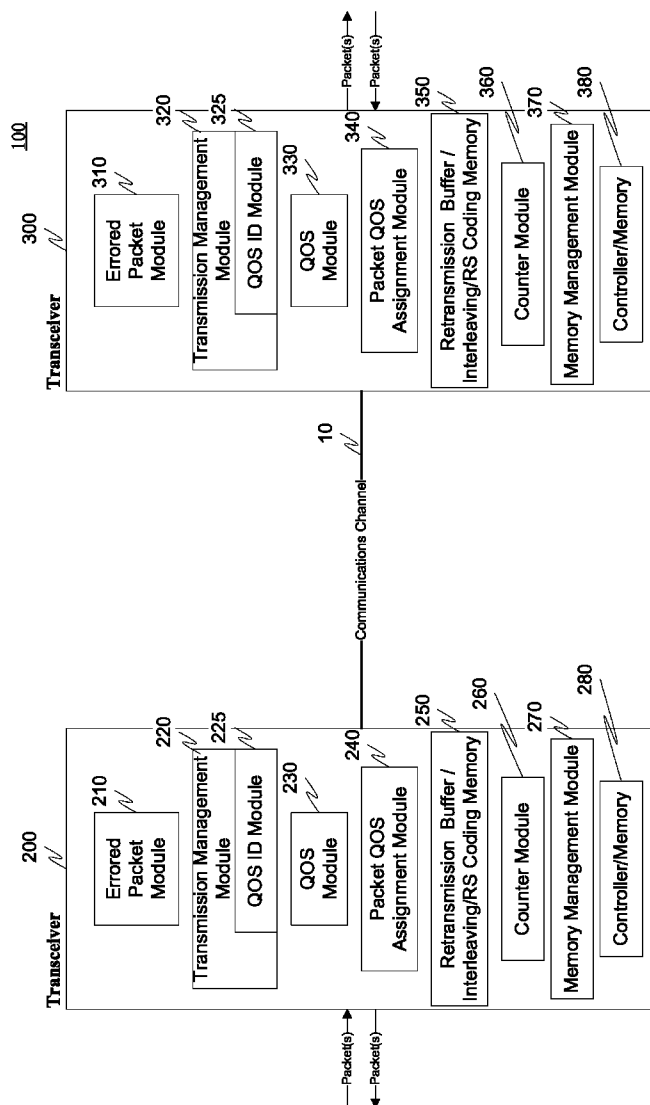 100
200
Transceiver
Errored
Packet
Module
210
Transmission Management
Module
220
QOS ID Module
225
QOS
Module
230
Packet QOS
Assignment Module
240
Retransmission Buffer /
Interleaving/RS Coding Memory
250
Counter Module
260
Memory Management Module
270
Controller/Memory
280
Packet(s)
Packet(s)
Communications Channel
10
300
Transceiver
Errored
Packet
Module
310
Transmission Management
Module
320
QOS ID Module
325
QOS
Module
330
Packet QOS
Assignment Module
340
Retransmission Buffer /
Interleaving/RS Coding Memory
350
Counter Module
360
Memory Management Module
370
Controller/Memory
380
Packet(s)
Packet(s)